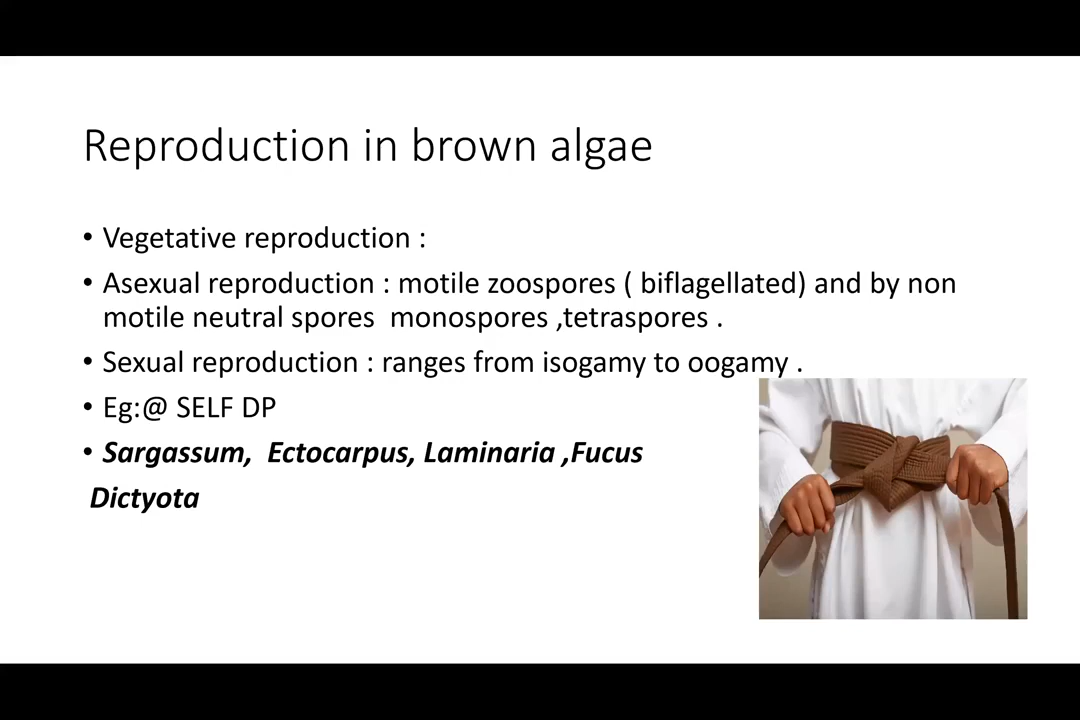 Reproduction in brown algae
• Vegetative reproduction :
• Asexual reproduction : motile zoospores ( biflagellated) and by non
motile neutral spores  monospores ,tetraspores .
• Sexual reproduction : ranges from isogamy to oogamy .
• Eg:@ SELF DP
• Sargassum,  Ectocarpus, Laminaria ,Fucus
Dictyota